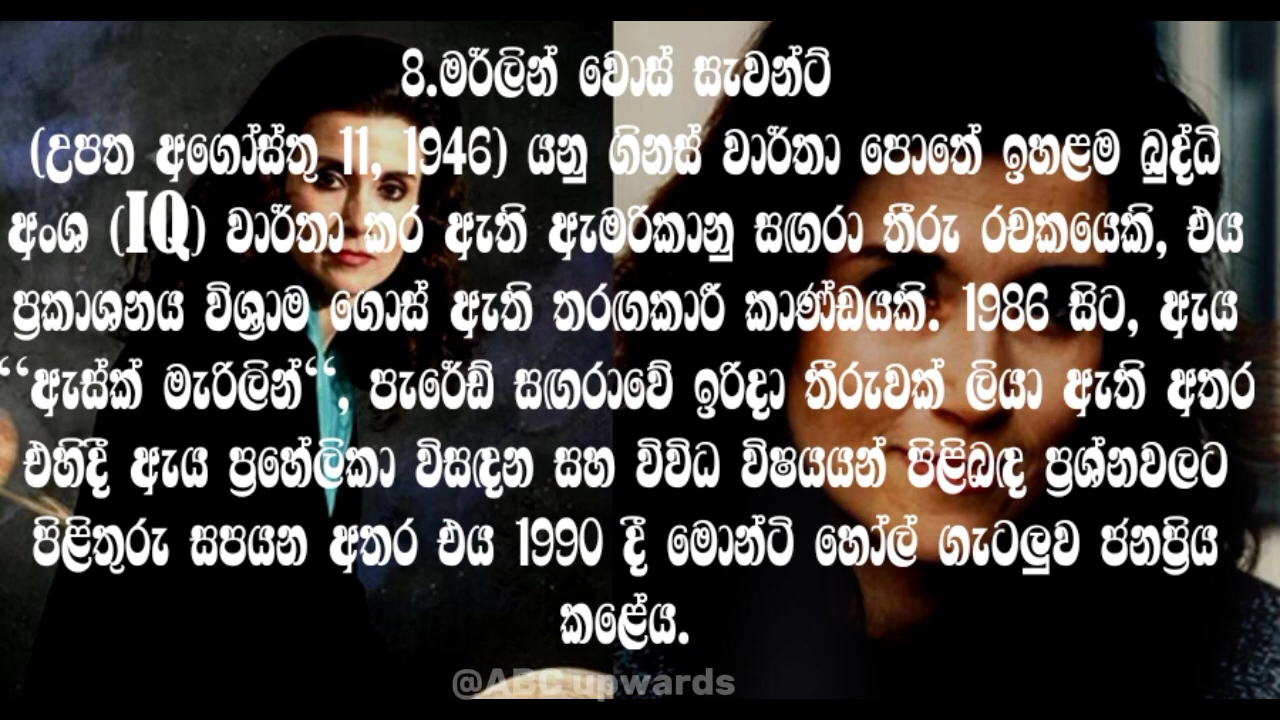 8.මර්ලින් වොස් සැවන්ට්
(උපත අගෝස්තු 11, 1946) යනු ගිනස් වාර්තා පොතේ ඉහළම බුද්ධි
අංශ (IQ) වාර්තා කර ඇති ඇමරිකානු සඟරා තීරු රචකයෙකි, එය
ප්‍රකාශනය විශ්‍රාම ගොස් ඇති තරඟකාරී කාණ්ඩයකි. 1986 සිට, ඇය
“ඇස්ක් මැරිලින්“, පැරේඩ් සඟරාවේ ඉරිදා තීරුවක් ලියා ඇති අතර
එහිදී ඇය ප්‍රහේලිකා විසඳන සහ විවිධ විෂයයන් පිළිබඳ ප්‍රශ්නවලට
පිළිතුරු සපයන අතර එය 1990 දී මොන්ටි හෝල් ගැටලුව ජනප්‍රිය
කළේය.
@ABC upwards